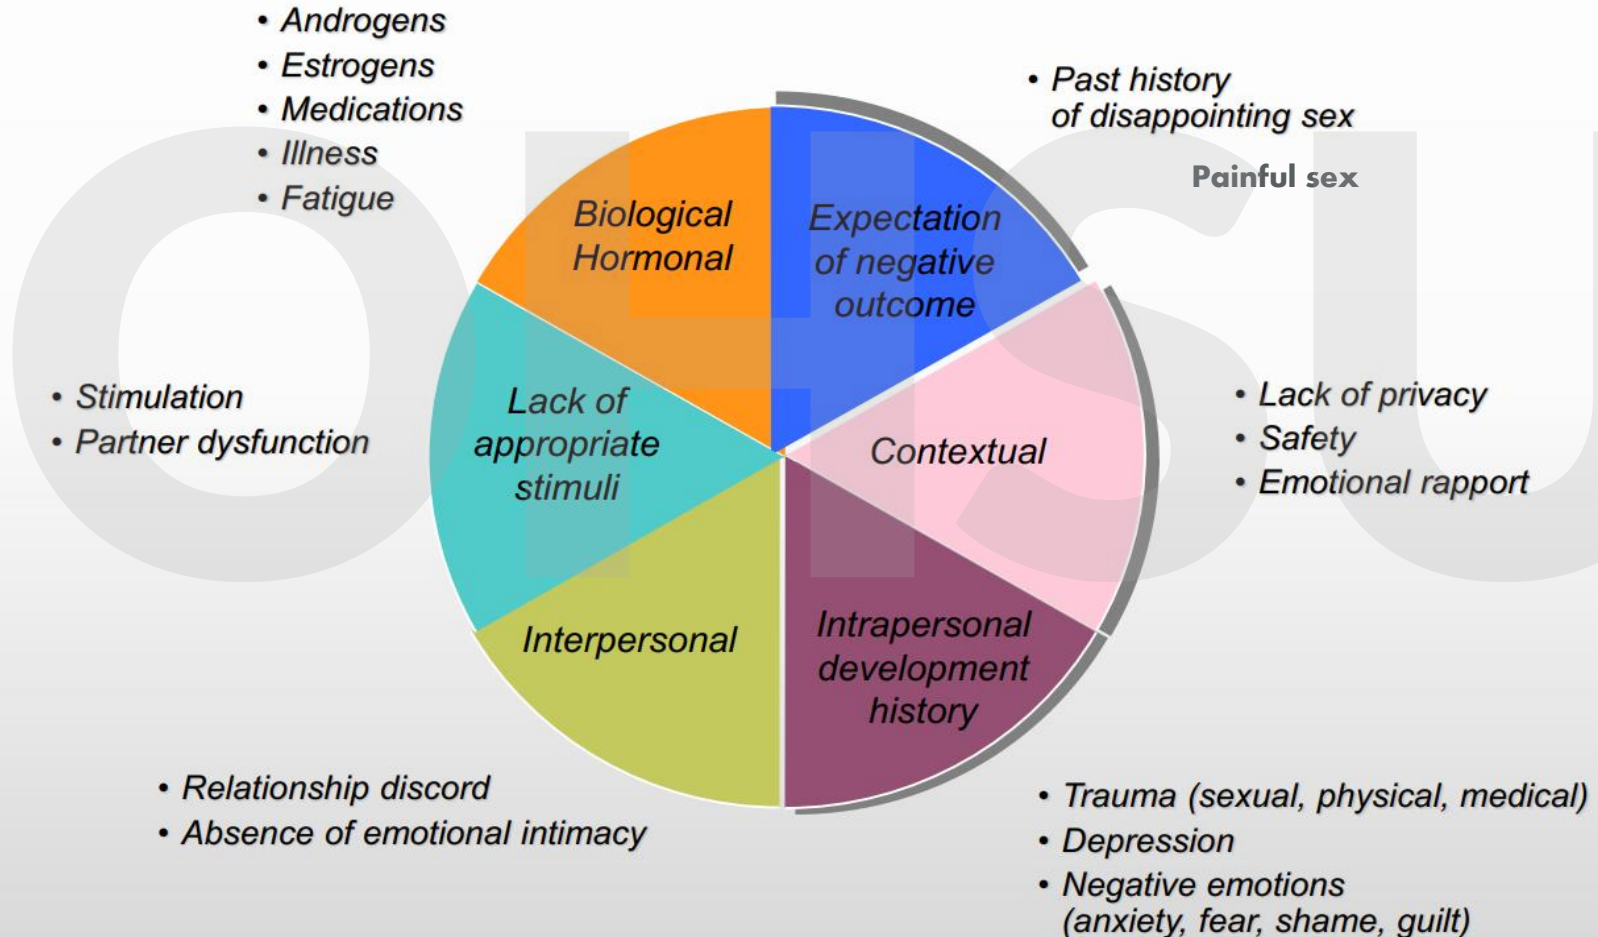 • Androgens
• Estrogens
• Medications
• Illness
• Fatigue
• Past history
of disappointing sex
Painful sex
Biological
Hormonal
Expectation
of negative
outcome
• Stimulation
• Partner dysfunction
Lack of
appropriate
stimuli
Contextual
• Lack of privacy
• Safety
• Emotional rapport
Interpersonal
Intrapersonal
development
history
• Relationship discord
• Absence of emotional intimacy
• Trauma (sexual, physical, medical)
• Depression
• Negative emotions
(anxiety, fear, shame, guilt)
OHSU